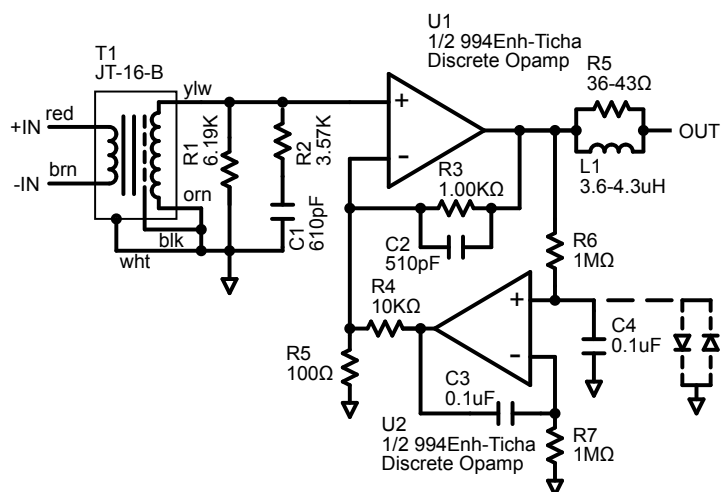 U1
1/2 994Enh-Ticha
Discrete Opamp
T1
JT-16-B
R5
36-43Ω
ylw
red
+IN
+
OUT
R1
6.19K
R2
3.57K
L1
3.6-4.3uH
brn
-IN
-
R3
1.00KΩ
orn
C1
610pF
C2
510pF
blk
wht
R6
1MΩ
R4
10KΩ
+
C4
0.1uF
R5
100Ω
-
C3
0.1uF
U2
1/2 994Enh-Ticha
Discrete Opamp
R7
1MΩ